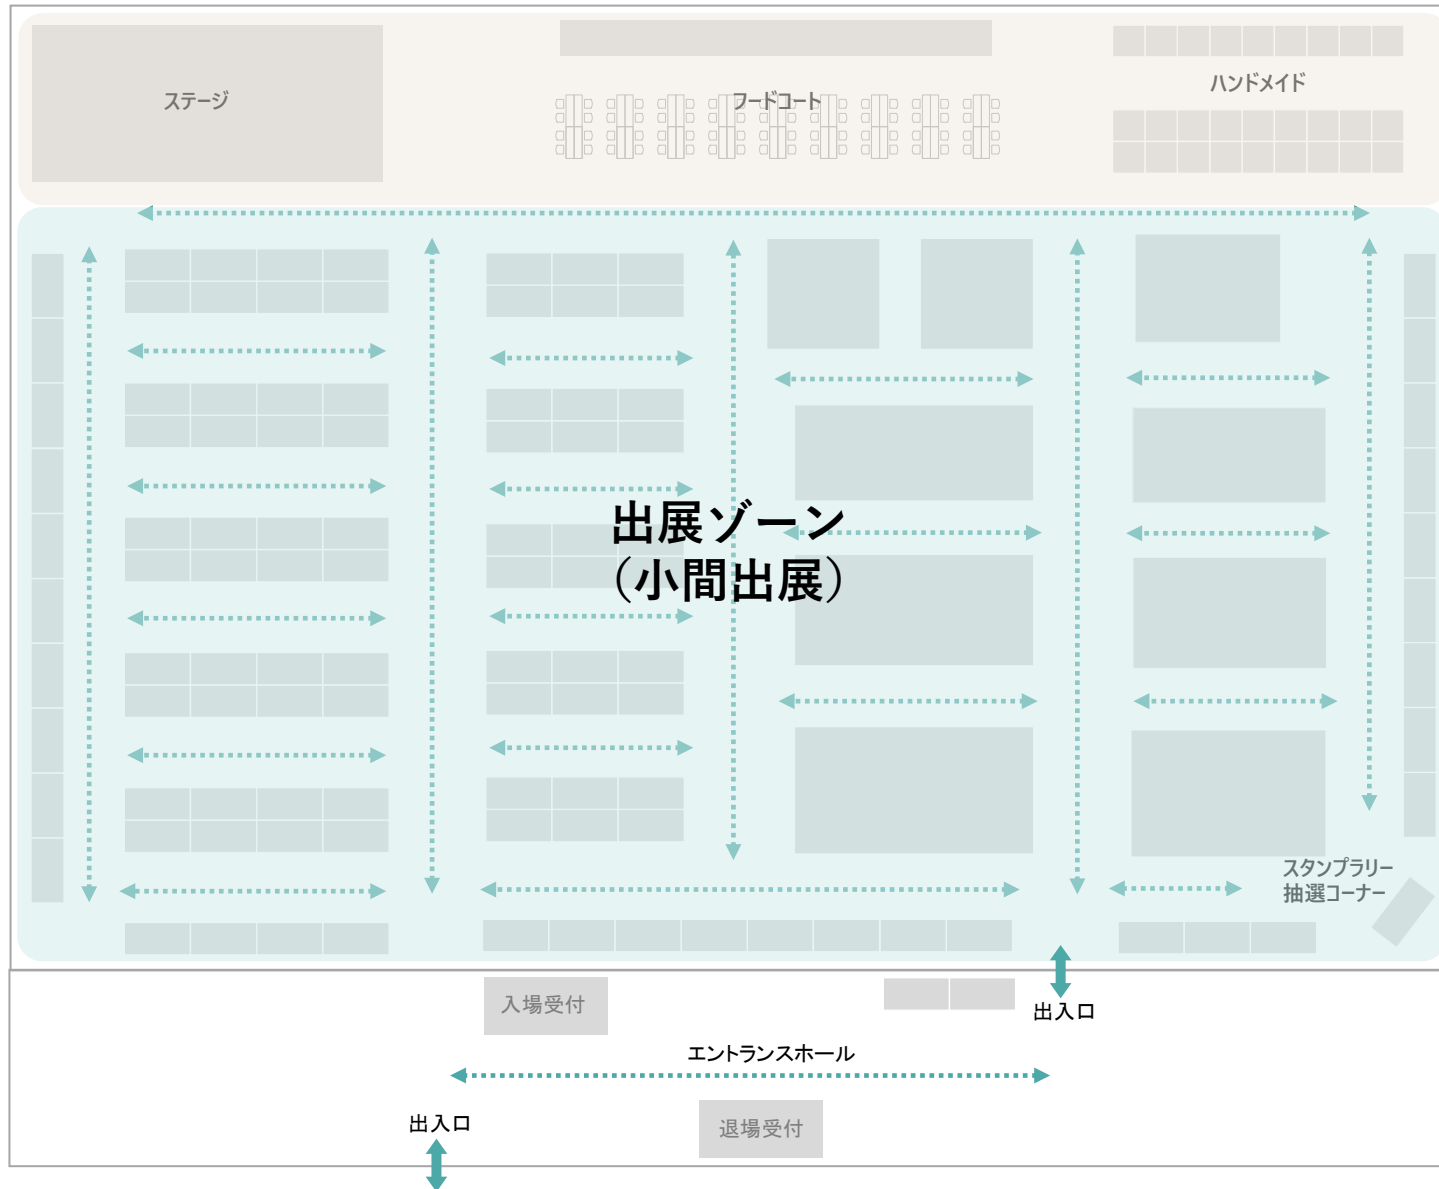 ステージ
フードコート
ハンドメイド
出展ゾーン
（小間出展）
スタンプラリー
抽選コーナー
入場受付
出入口
エントランスホール
出入口
退場受付